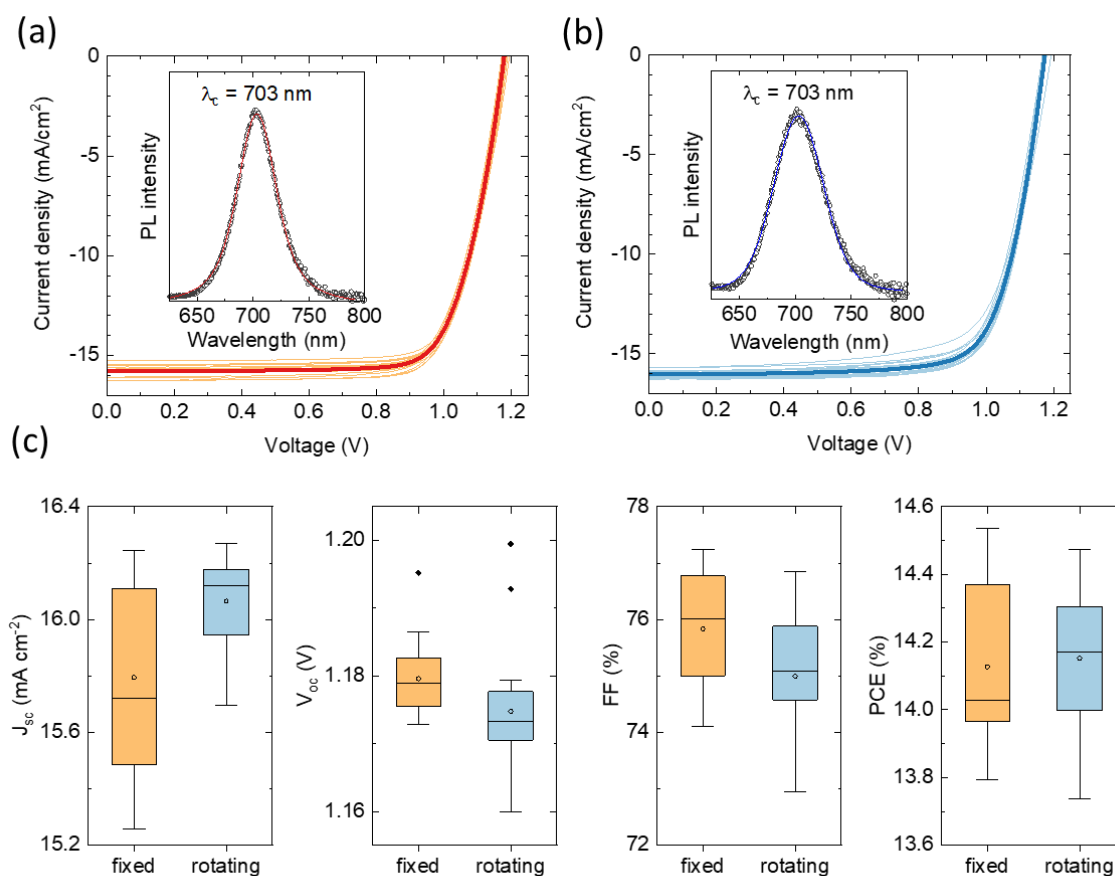 (a)
0
-5
-10
-15
Current density (mA/cm²)
0.0 0.2 0.4 0.6 0.8 1.0 1.2
Voltage (V)
λc = 703 nm
PL intensity
650 700 750 800
Wavelength (nm)
(b)
0
-5
-10
-15
Current density (mA/cm²)
0.0 0.2 0.4 0.6 0.8 1.0 1.2
Voltage (V)
λc = 703 nm
PL intensity
650 700 750 800
Wavelength (nm)
(c)
16.4
16.0
15.6
15.2
Jsc (mA cm⁻²)
fixed rotating
1.20
1.18
1.16
Voc (V)
fixed rotating
78
76
74
72
FF (%)
fixed rotating
14.6
14.4
14.2
14.0
13.8
13.6
PCE (%)
fixed rotating